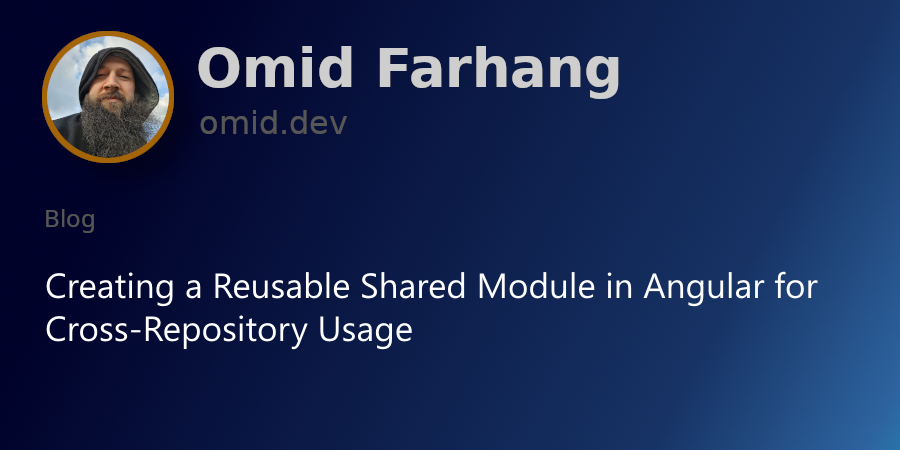 Omid Farhang
omid.dev
Blog
Creating a Reusable Shared Module in Angular for
Cross-Repository Usage